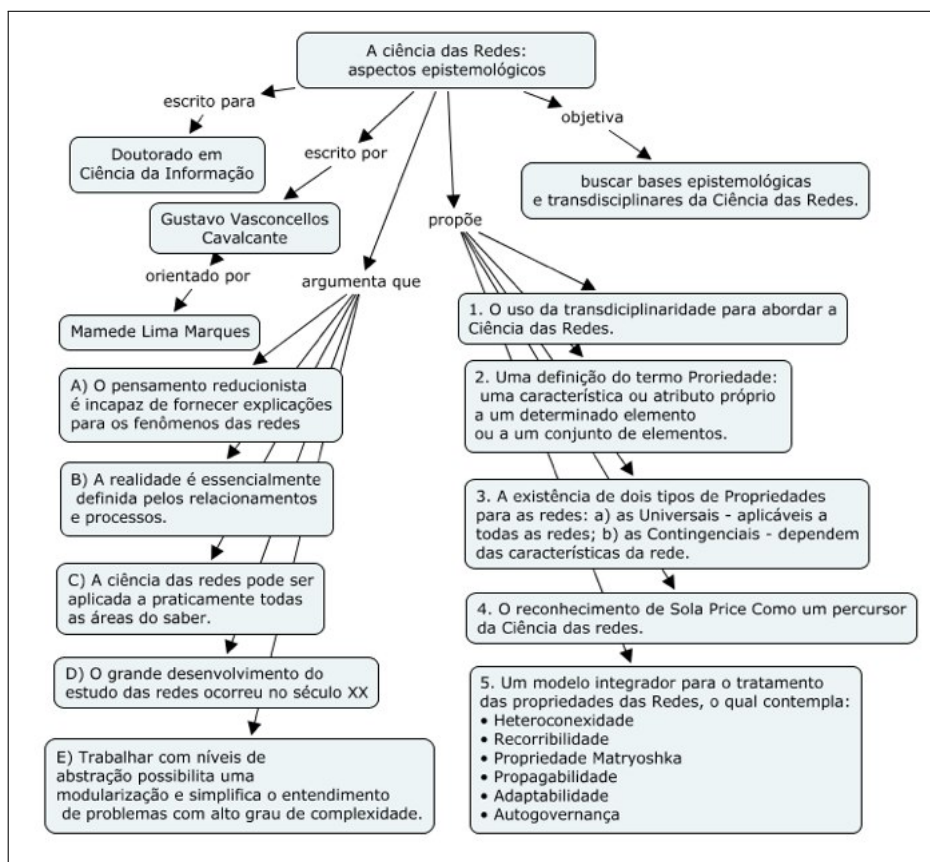 A ciência das Redes:
aspectos epistemológicos
escrito para
objetiva
Doutorado em
Ciência da Informação
escrito por
buscar bases epistemológicas
e transdisciplinares da Ciência das Redes.
Gustavo Vasconcellos
Cavalcante
propõe
orientado por
argumenta que
Mamede Lima Marques
A) O pensamento reducionista
é incapaz de fornecer explicações
para os fenômenos das redes
B) A realidade é essencialmente
definida pelos relacionamentos
e processos.
C) A ciência das redes pode ser
aplicada a praticamente todas
as áreas do saber.
D) O grande desenvolvimento do
estudo das redes ocorreu no século XX
E) Trabalhar com níveis de
abstração possibilita uma
modularização e simplifica o entendimento
de problemas com alto grau de complexidade.
1. O uso da transdiciplinaridade para abordar a
Ciência das Redes.
2. Uma definição do termo Proriedade:
uma característica ou atributo próprio
a um determinado elemento
ou a um conjunto de elementos.
3. A existência de dois tipos de Propriedades
para as redes: a) as Universais - aplicáveis a
todas as redes; b) as Contingenciais - dependem
das características da rede.
4. O reconhecimento de Sola Price Como um percursor
da Ciência das redes.
5. Um modelo integrador para o tratamento
das propriedades das Redes, o qual contempla:
• Heteroconexidade
• Recorribilidade
• Propriedade Matryoshka
• Propagabilidade
• Adaptabilidade
• Autogovernança